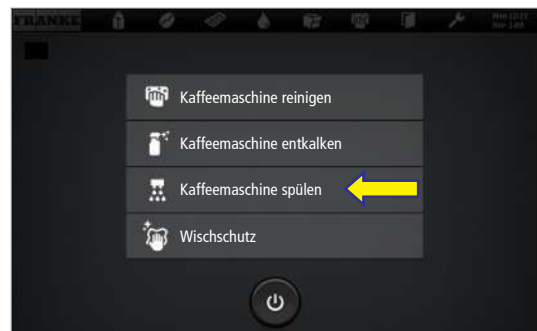 FRANKE
Kaffeemaschine reinigen
Kaffeemaschine entkalken
Kaffeemaschine spülen
Wischschutz